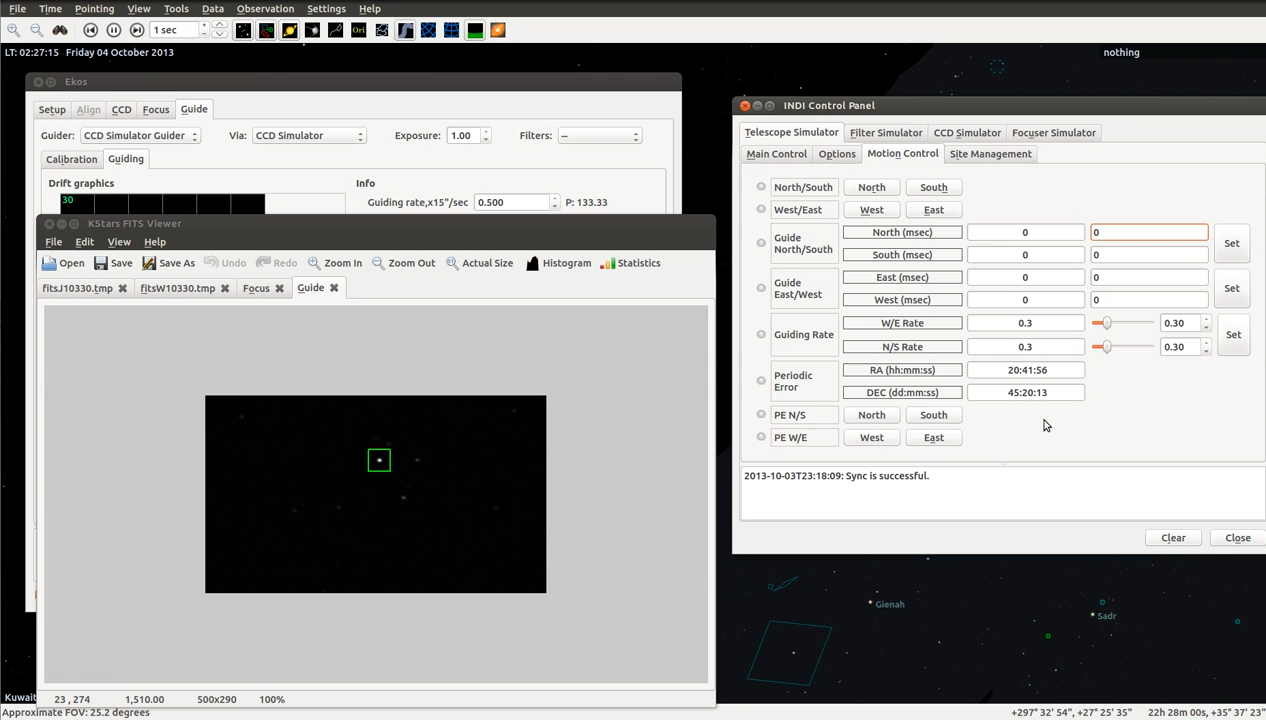 File Edit View Time Pointing Tools Data Observation Settings Help
1 sec
Ori
LT: 02:27:15 Friday 04 October 2013
nothing
Ekos
Setup Align CCD Focus Guide
Guider: CCD Simulator Guider Via: CCD Simulator Exposure: 1.00 Filters: --
Calibration Guiding
Drift graphics Info
30
Guiding rate,x15"/sec 0.500 P: 133.33
KStars FITS Viewer
File Edit View Help
Open Save Save As Undo Redo Zoom In Zoom Out Actual Size Histogram Statistics
fitsJ10330.tmp fitsW10330.tmp Focus Guide
23 , 274 1,510.00 500x290 100%
INDI Control Panel
Telescope Simulator Filter Simulator CCD Simulator Focuser Simulator
Main Control Options Motion Control Site Management
North/South North South
West/East West East
Guide North/South North (msec) 0 0 Set
South (msec) 0 0
Guide East/West East (msec) 0 0 Set
West (msec) 0 0
Guiding Rate W/E Rate 0.3 0.30 Set
N/S Rate 0.3 0.30
Periodic Error RA (hh:mm:ss) 20:41:56
DEC (dd:mm:ss) 45:20:13
PE N/S North South
PE W/E West East
2013-10-03T23:18:09: Sync is successful.
Clear Close
Gienah
Sadr
Kuwait
Approximate FOV: 25.2 degrees +297° 32' 54", +27° 25' 35" 22h 28m 00s, +35° 37' 23"